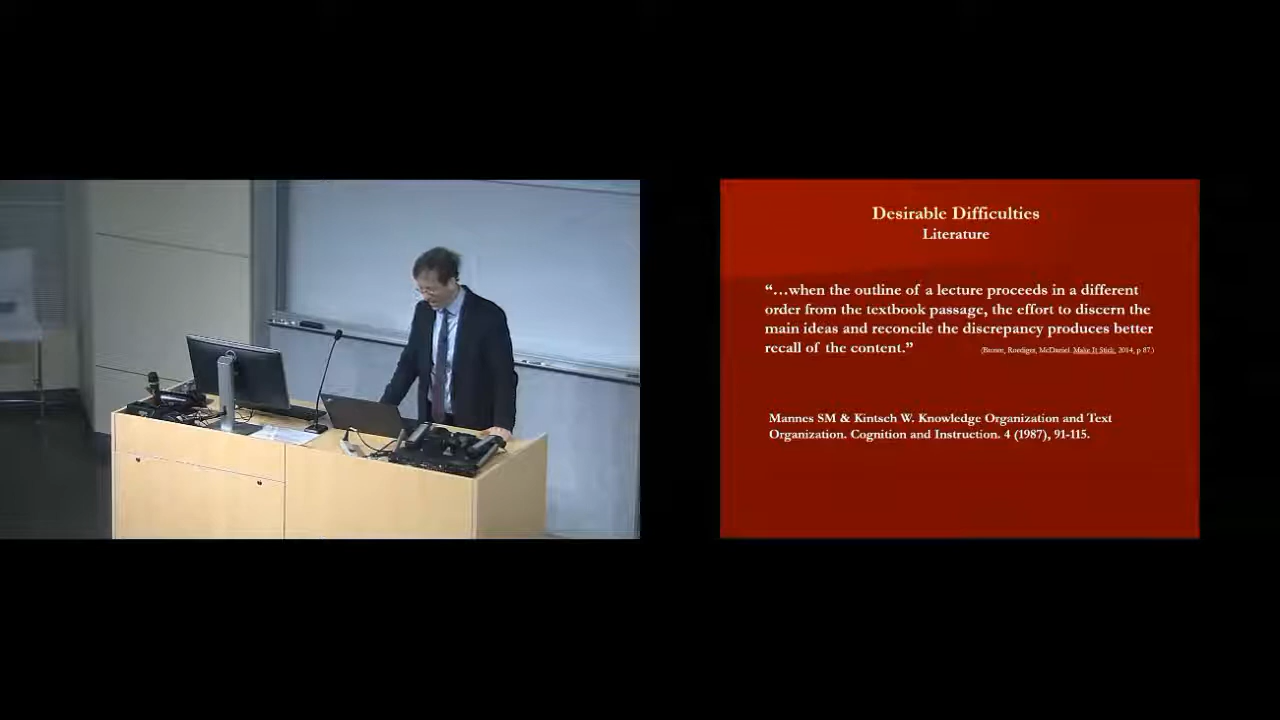 Desirable Difficulties
Literature
“…when the outline of a lecture proceeds in a different
order from the textbook passage, the effort to discern the
main ideas and reconcile the discrepancy produces better
recall of the content.”
(Brown, Roediger, McDaniel. Make It Stick, 2014, p 87.)
Mannes SM & Kintsch W. Knowledge Organization and Text
Organization. Cognition and Instruction. 4 (1987), 91-115.